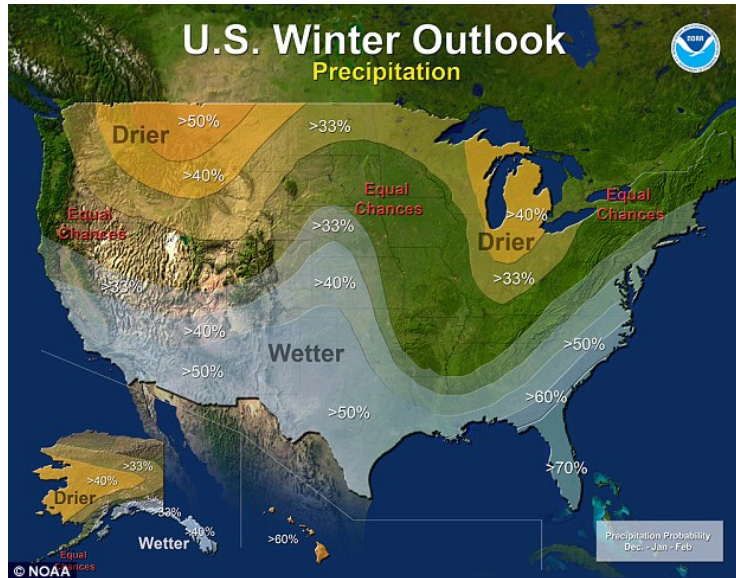 U.S. Winter Outlook
Precipitation
NOAA
>50%
Drier
>33%
>40%
Equal
Chances
Equal
Chances
Equal
Chances
>33%
>40%
Drier
>33%
>33%
>40%
>40%
Wetter
>50%
>50%
>50%
>60%
>70%
>33%
>40%
Drier
>33%
>40%
Wetter
Equal
Chances
>60%
Precipitation Probability
Dec. - Jan - Feb
© NOAA